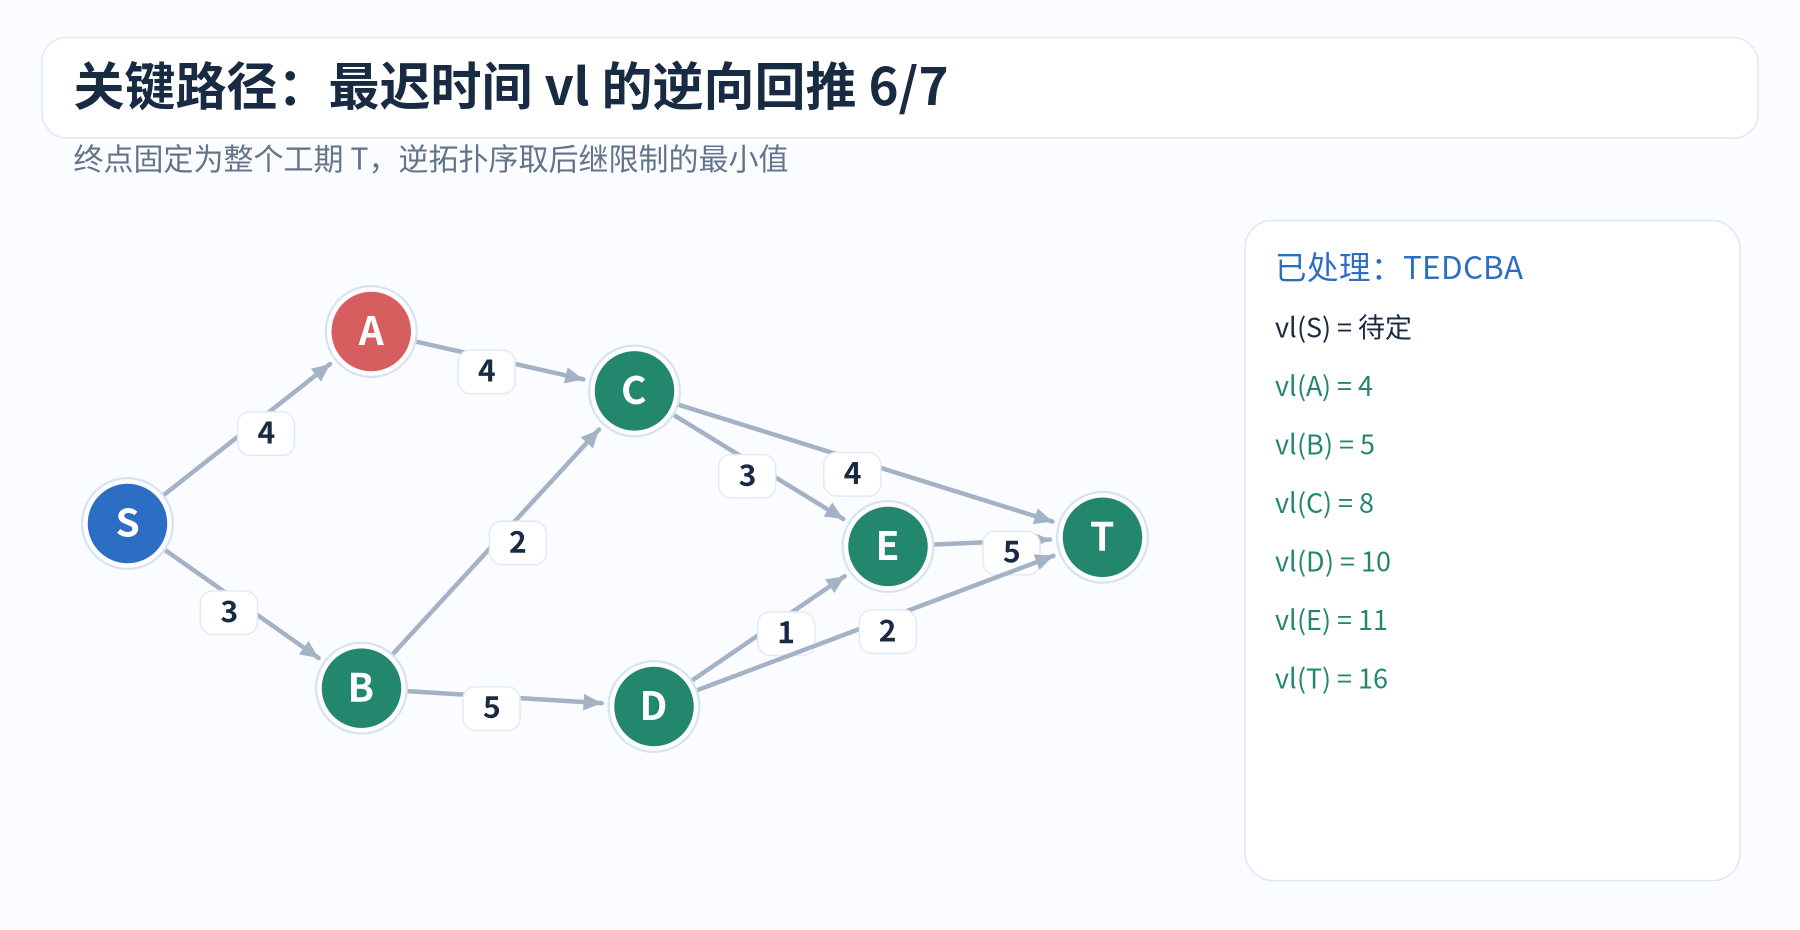 关键路径：最迟时间 vl 的逆向回推 6/7
终点固定为整个工期 T，逆拓扑序取后继限制的最小值
已处理：TEDCBA
vl(S) = 待定
vl(A) = 4
vl(B) = 5
vl(C) = 8
vl(D) = 10
vl(E) = 11
vl(T) = 16
A
4
C
4
3
4
S
2
E
5
T
3
1
2
B
5
D